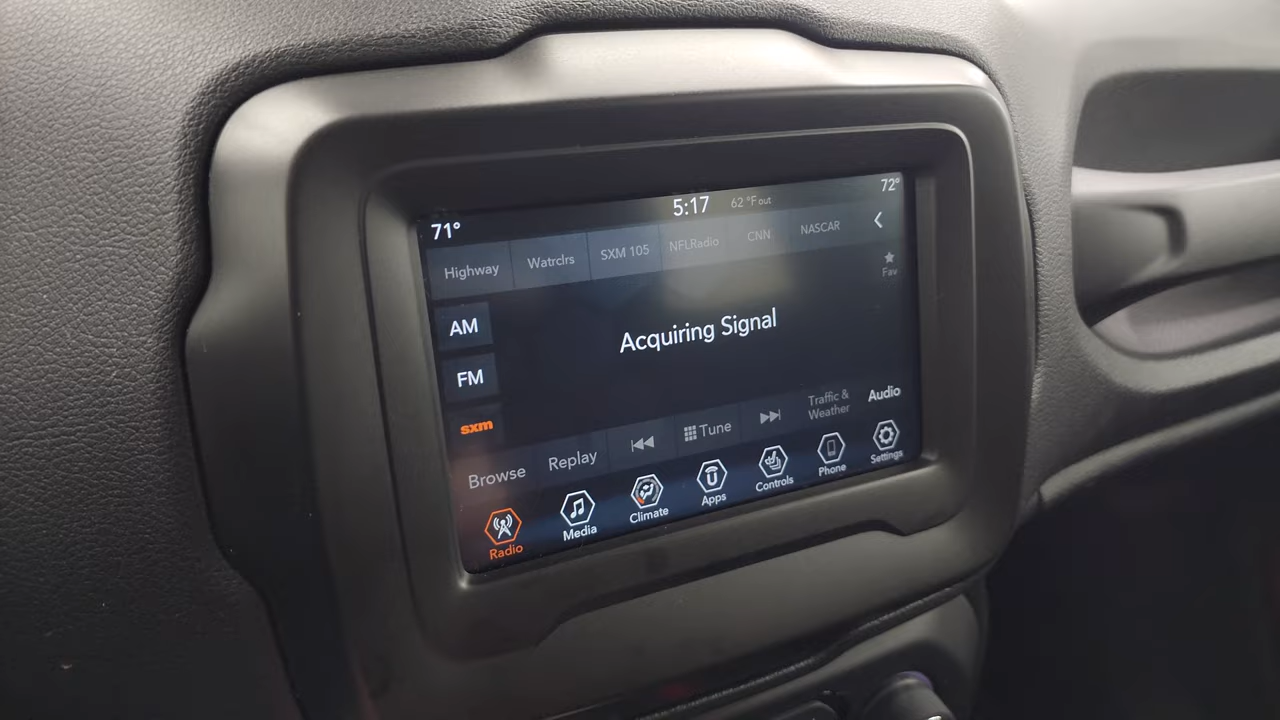 71° 5:17 62 °F out 72°
Highway Watrclrs SXM 105 NFLRadio CNN NASCAR
Fav
AM
Acquiring Signal
FM
sxm
Browse Replay Tune Traffic & Weather Audio
Radio Media Climate Apps Controls Phone Settings